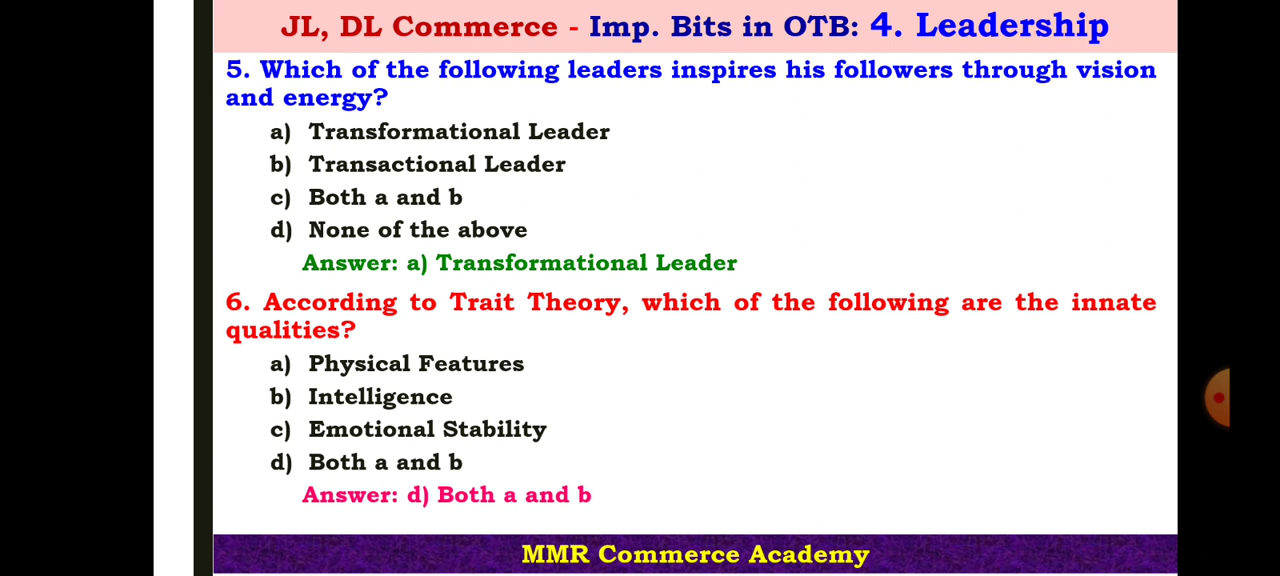 JL, DL Commerce - Imp. Bits in OTB: 4. Leadership
5. Which of the following leaders inspires his followers through vision
and energy?
a) Transformational Leader
b) Transactional Leader
c) Both a and b
d) None of the above
Answer: a) Transformational Leader
6. According to Trait Theory, which of the following are the innate
qualities?
a) Physical Features
b) Intelligence
c) Emotional Stability
d) Both a and b
Answer: d) Both a and b
MMR Commerce Academy